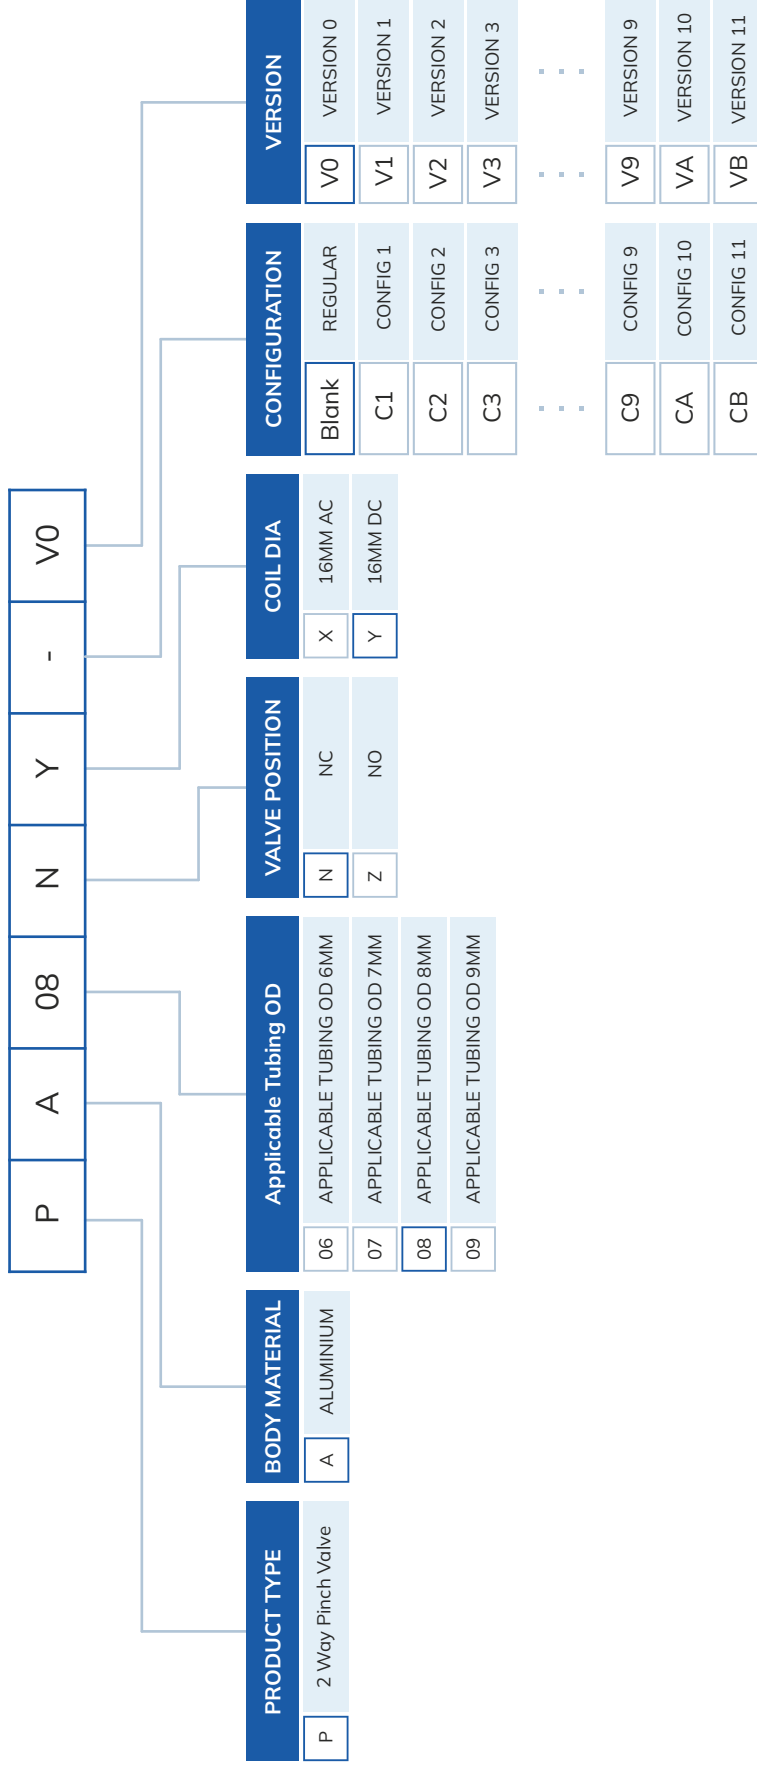 P A 08 N Y - V0
PRODUCT TYPE
P 2 Way Pinch Valve
BODY MATERIAL
A ALUMINIUM
Applicable Tubing OD
06 APPLICABLE TUBING OD 6MM
07 APPLICABLE TUBING OD 7MM
08 APPLICABLE TUBING OD 8MM
09 APPLICABLE TUBING OD 9MM
VALVE POSITION
N NC
Z NO
COIL DIA
X 16MM AC
Y 16MM DC
CONFIGURATION
Blank REGULAR
C1 CONFIG 1
C2 CONFIG 2
C3 CONFIG 3
C9 CONFIG 9
CA CONFIG 10
CB CONFIG 11
VERSION
V0 VERSION 0
V1 VERSION 1
V2 VERSION 2
V3 VERSION 3
V9 VERSION 9
VA VERSION 10
VB VERSION 11